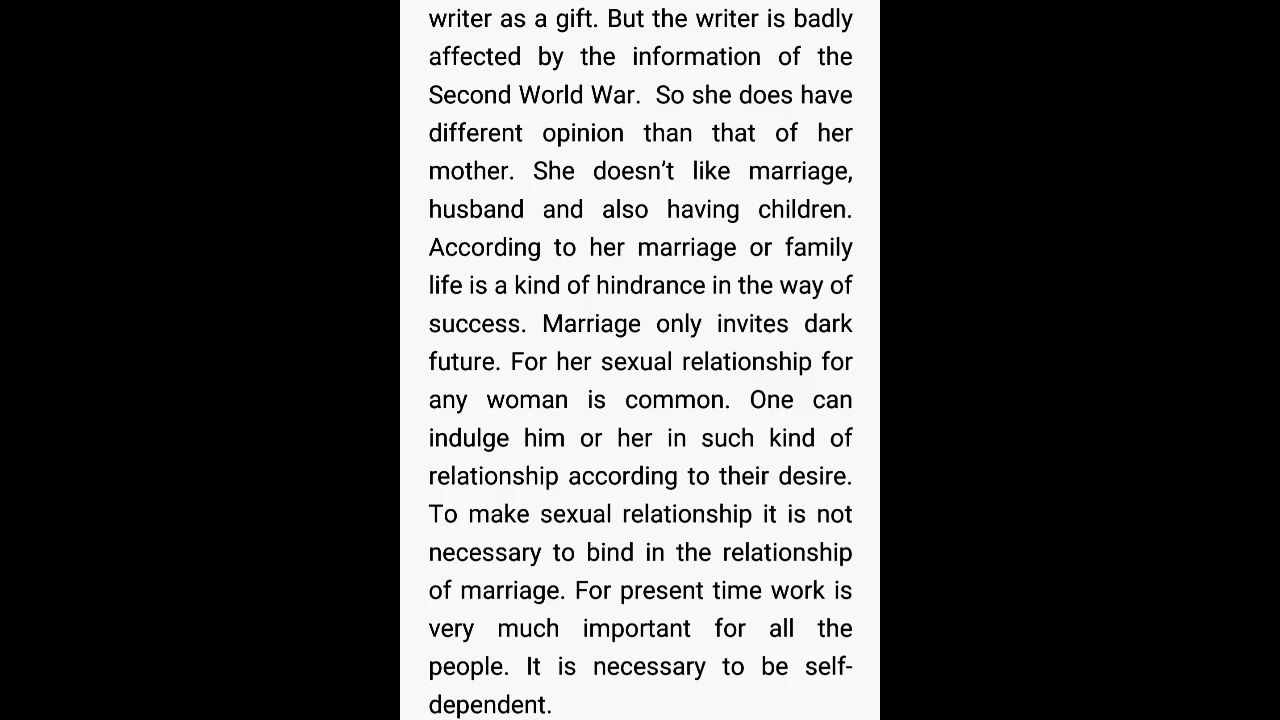 writer as a gift. But the writer is badly
affected by the information of the
Second World War.  So she does have
different opinion than that of her
mother. She doesn’t like marriage,
husband and also having children.
According to her marriage or family
life is a kind of hindrance in the way of
success. Marriage only invites dark
future. For her sexual relationship for
any woman is common. One can
indulge him or her in such kind of
relationship according to their desire.
To make sexual relationship it is not
necessary to bind in the relationship
of marriage. For present time work is
very much important for all the
people. It is necessary to be self-
dependent.